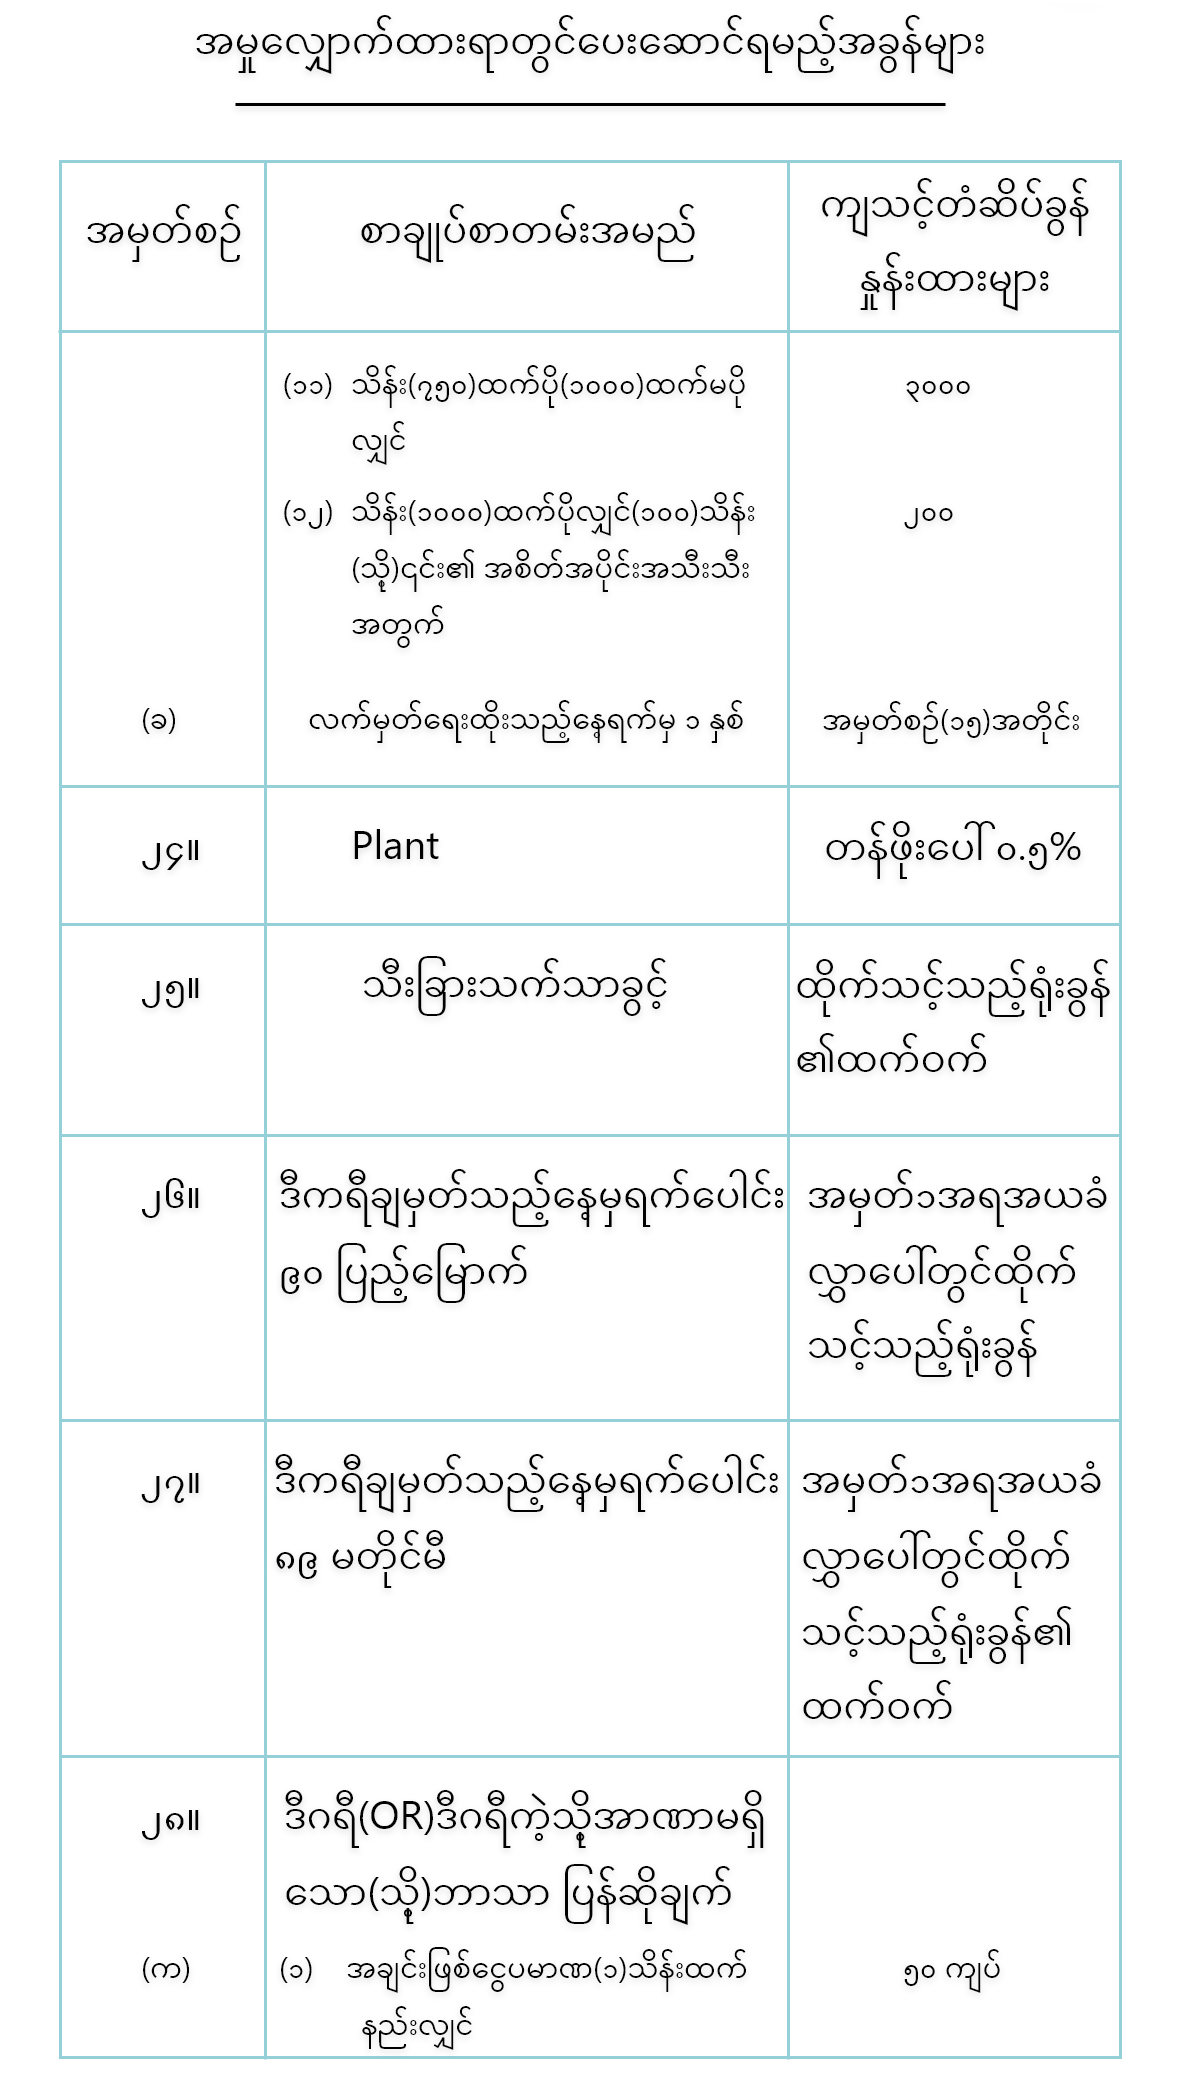 အမှုလျှောက်ထားရာတွင်ပေးဆောင်ရမည့်အခွန်များ
အမှတ်စဉ်
စာချုပ်စာတမ်းအမည်
ကျသင့်တံဆိပ်ခွန်
နှုန်းထားများ
(၁၁) သိန်း(၇၅၀)ထက်ပို(၁၀၀၀)ထက်မပို
လျှင်
၃၀၀၀
(၁၂) သိန်း(၁၀၀၀)ထက်ပိုလျှင်(၁၀၀)သိန်း
(သို့)၎င်း၏ အစိတ်အပိုင်းအသီးသီး
အတွက်
၂၀၀
(ခ)
လက်မှတ်ရေးထိုးသည့်နေ့ရက်မှ ၁ နှစ်
အမှတ်စဉ်(၁၅)အတိုင်း
၂၄။
Plant
တန်ဖိုးပေါ် ၀.၅%
၂၅။
သီးခြားသက်သာခွင့်
ထိုက်သင့်သည့်ရုံးခွန်
၏ထက်ဝက်
၂၆။
ဒီကရီချမှတ်သည့်နေ့မှရက်ပေါင်း
၉၀ ပြည့်မြောက်
အမှတ်၁အရအယခံ
လွှာပေါ်တွင်ထိုက်
သင့်သည့်ရုံးခွန်
၂၇။
ဒီကရီချမှတ်သည့်နေ့မှရက်ပေါင်း
၈၉ မတိုင်မီ
အမှတ်၁အရအယခံ
လွှာပေါ်တွင်ထိုက်
သင့်သည့်ရုံးခွန်၏
ထက်ဝက်
၂၈။
ဒီဂရီ(OR)ဒီဂရီကဲ့သို့အာဏာမရှိ
သော(သို့)ဘာသာ ပြန်ဆိုချက်
(က)
(၁) အချင်းဖြစ်ငွေပမာဏ(၁)သိန်းထက်
နည်းလျှင်
၅၀ ကျပ်